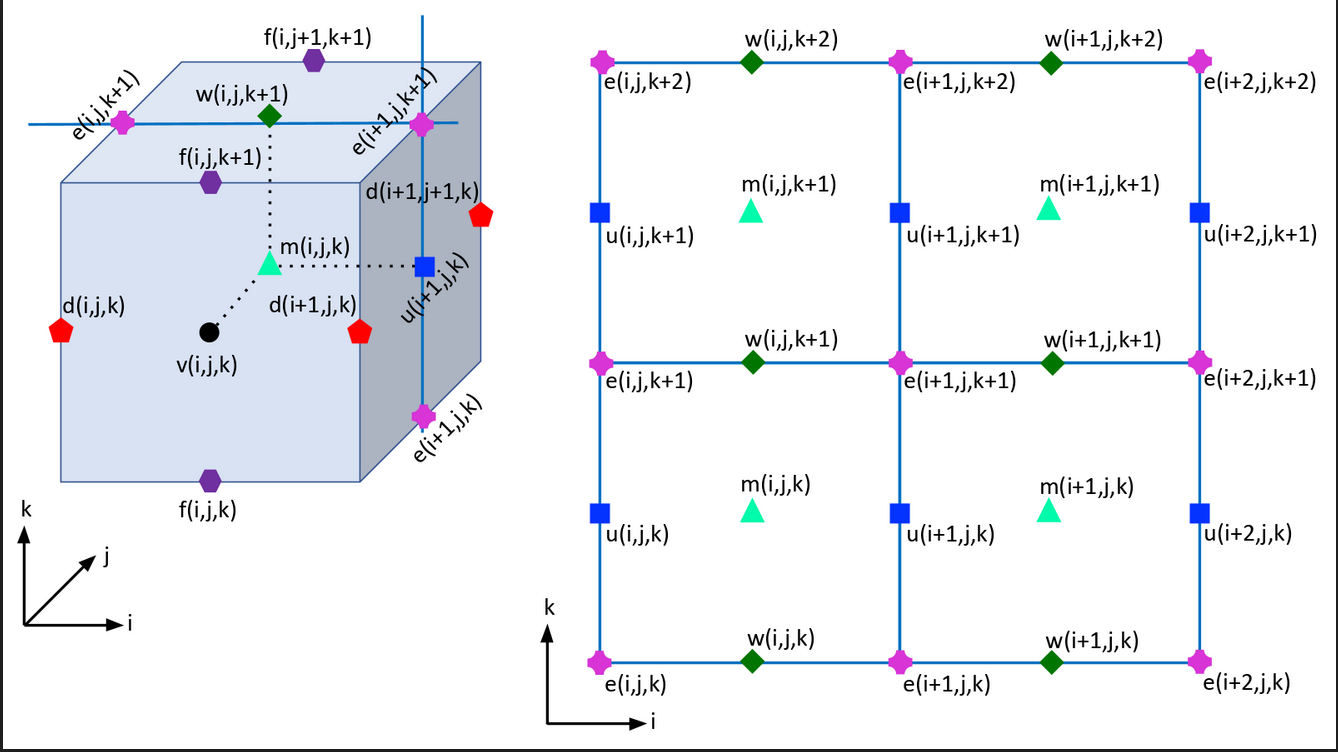 f(i,j+1,k+1)
e(i,j,k+1)
w(i,j,k+1)
e(i+1,j,k+1)
f(i,j,k+1)
d(i+1,j+1,k)
m(i,j,k)
d(i,j,k)
d(i+1,j,k)
u(i+1,j,k)
v(i,j,k)
e(i+1,j,k)
f(i,j,k)
k
j
i
w(i,j,k+2)
w(i+1,j,k+2)
e(i,j,k+2)
e(i+1,j,k+2)
e(i+2,j,k+2)
m(i,j,k+1)
m(i+1,j,k+1)
u(i,j,k+1)
u(i+1,j,k+1)
u(i+2,j,k+1)
w(i,j,k+1)
w(i+1,j,k+1)
e(i,j,k+1)
e(i+1,j,k+1)
e(i+2,j,k+1)
m(i,j,k)
m(i+1,j,k)
u(i,j,k)
u(i+1,j,k)
u(i+2,j,k)
k
w(i,j,k)
w(i+1,j,k)
e(i,j,k)
e(i+1,j,k)
e(i+2,j,k)
i